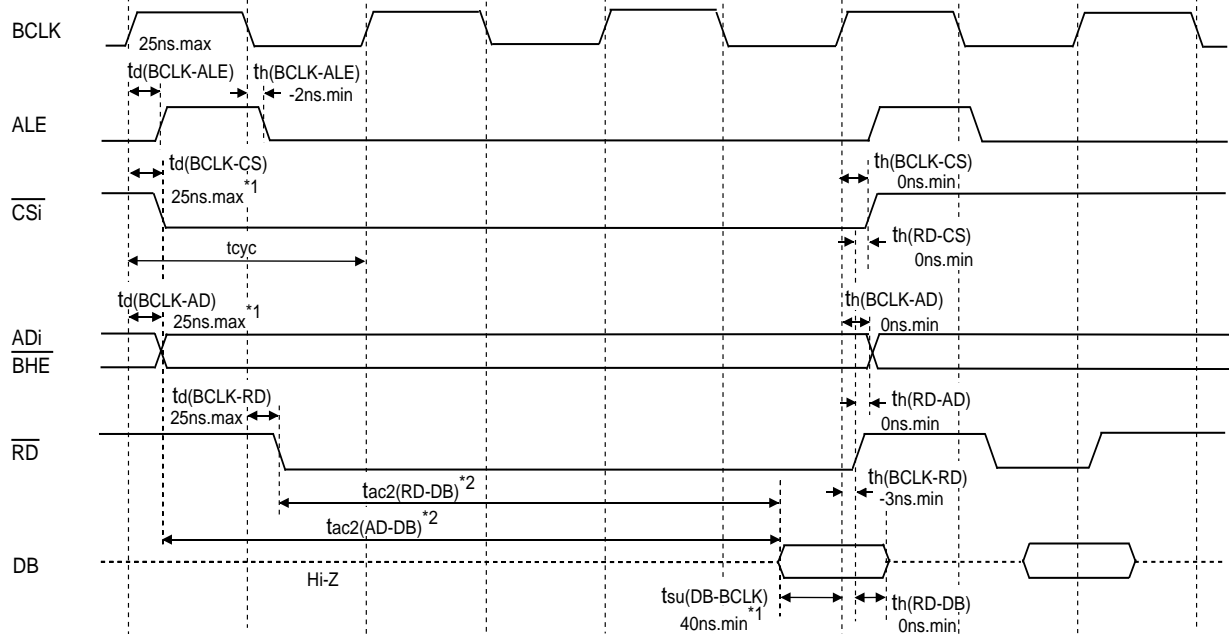 BCLK
25ns.max
td(BCLK-ALE)
th(BCLK-ALE)
-2ns.min
ALE
td(BCLK-CS)
25ns.max*1
th(BCLK-CS)
0ns.min
CSi
th(RD-CS)
0ns.min
tcyc
td(BCLK-AD)
25ns.max*1
th(BCLK-AD)
0ns.min
ADi
BHE
td(BCLK-RD)
25ns.max
th(RD-AD)
0ns.min
RD
tac2(RD-DB)*2
th(BCLK-RD)
-3ns.min
tac2(AD-DB)*2
DB
Hi-Z
tsu(DB-BCLK)
40ns.min*1
th(RD-DB)
0ns.min